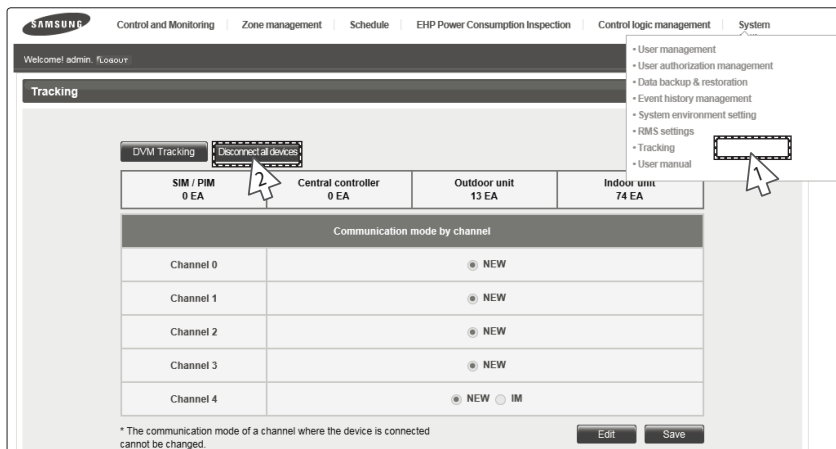 SAMSUNG
Control and Monitoring Zone management Schedule EHP Power Consumption Inspection Control logic management System
Welcome! admin. LOGOUT
• User management
• User authorization management
• Data backup & restoration
• Event history management
• System environment setting
• RMS settings
• Tracking
• User manual
1
Tracking
DVM Tracking Disconnect all devices
2
SIM / PIM Central controller Outdoor unit Indoor unit
0 EA 0 EA 13 EA 74 EA
Communication mode by channel
Channel 0 NEW
Channel 1 NEW
Channel 2 NEW
Channel 3 NEW
Channel 4 NEW IM
* The communication mode of a channel where the device is connected
cannot be changed.
Edit Save